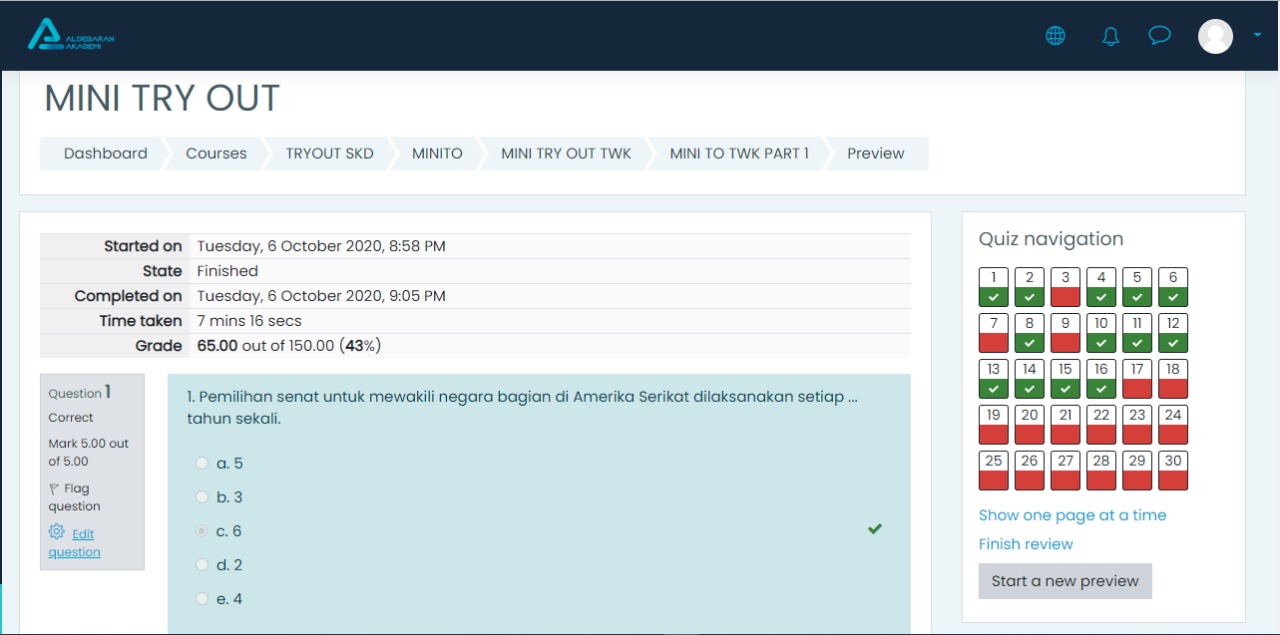 ALDEBARAN
AKADEMI
MINI TRY OUT
Dashboard Courses TRYOUT SKD MINITO MINI TRY OUT TWK MINI TO TWK PART 1 Preview
Started on Tuesday, 6 October 2020, 8:58 PM
State Finished
Completed on Tuesday, 6 October 2020, 9:05 PM
Time taken 7 mins 16 secs
Grade 65.00 out of 150.00 (43%)
Question 1
Correct
Mark 5.00 out
of 5.00
Flag
question
Edit
question
1. Pemilihan senat untuk mewakili negara bagian di Amerika Serikat dilaksanakan setiap ...
tahun sekali.
a. 5
b. 3
c. 6
d. 2
e. 4
Quiz navigation
1 2 3 4 5 6
7 8 9 10 11 12
13 14 15 16 17 18
19 20 21 22 23 24
25 26 27 28 29 30
Show one page at a time
Finish review
Start a new preview